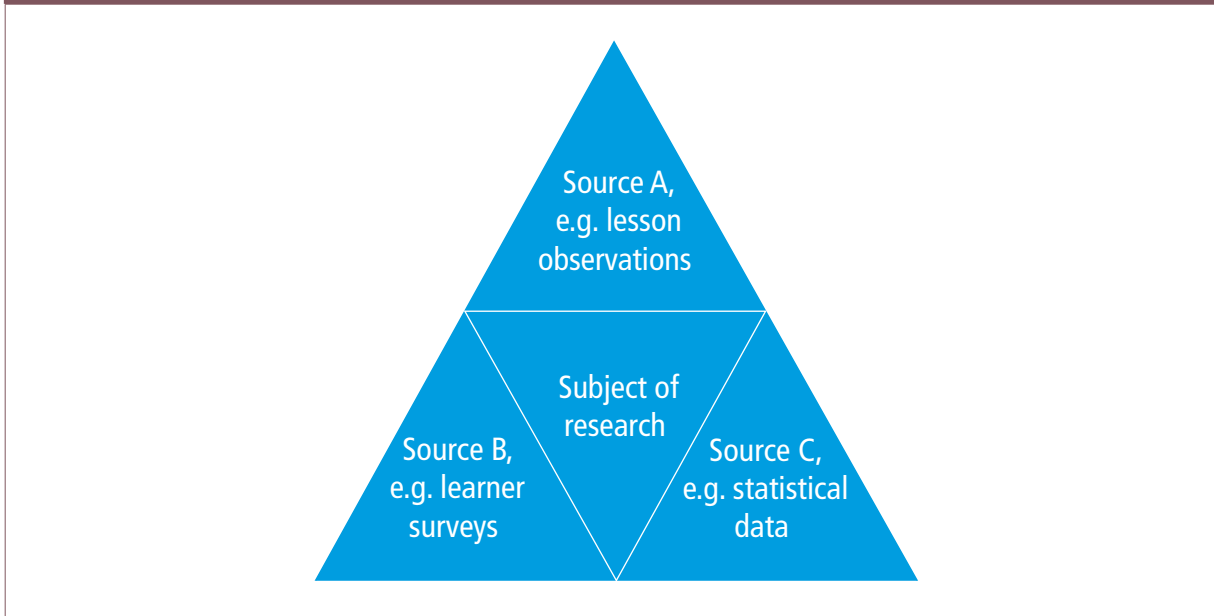 Source A,
e.g. lesson
observations
Subject of
research
Source B,
e.g. learner
surveys
Source C,
e.g. statistical
data